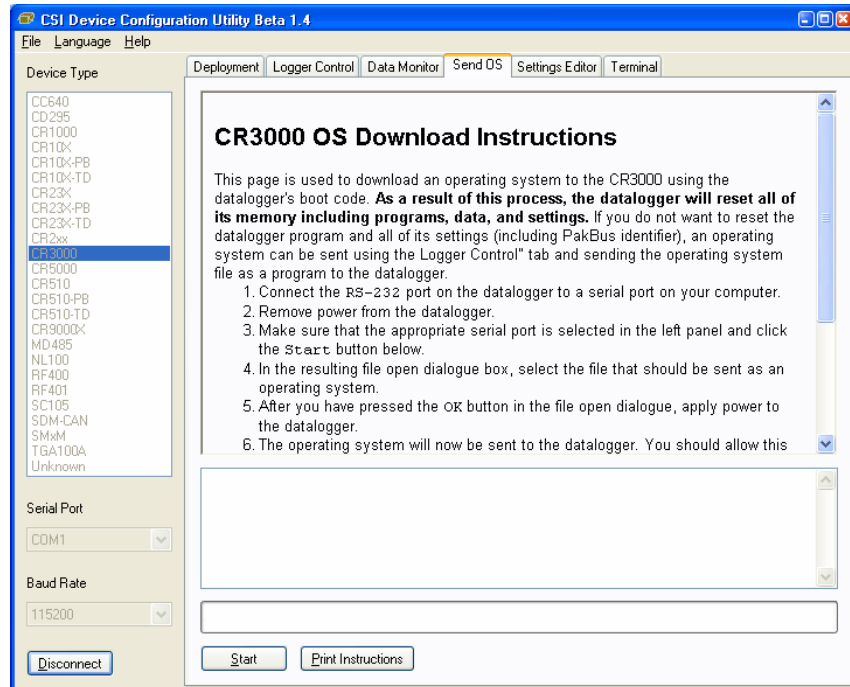 CSI Device Configuration Utility Beta 1.4
File Language Help
Device Type
CC640
CD295
CR1000
CR10X
CR10X-PB
CR10X-TD
CR23X
CR23X-PB
CR23X-TD
CR2xx
CR3000
CR5000
CR510
CR510-PB
CR510-TD
CR9000X
MD485
NL100
RF400
RF401
SC105
SDM-CAN
SMxM
TGA100A
Unknown
Serial Port
COM1
Baud Rate
115200
Disconnect
Deployment Logger Control Data Monitor Send OS Settings Editor Terminal
CR3000 OS Download Instructions
This page is used to download an operating system to the CR3000 using the
datalogger's boot code. As a result of this process, the datalogger will reset all of
its memory including programs, data, and settings. If you do not want to reset the
datalogger program and all of its settings (including PakBus identifier), an operating
system can be sent using the Logger Control" tab and sending the operating system
file as a program to the datalogger.
1. Connect the RS-232 port on the datalogger to a serial port on your computer.
2. Remove power from the datalogger.
3. Make sure that the appropriate serial port is selected in the left panel and click
the Start button below.
4. In the resulting file open dialogue box, select the file that should be sent as an
operating system.
5. After you have pressed the OK button in the file open dialogue, apply power to
the datalogger.
6. The operating system will now be sent to the datalogger. You should allow this
Start Print Instructions